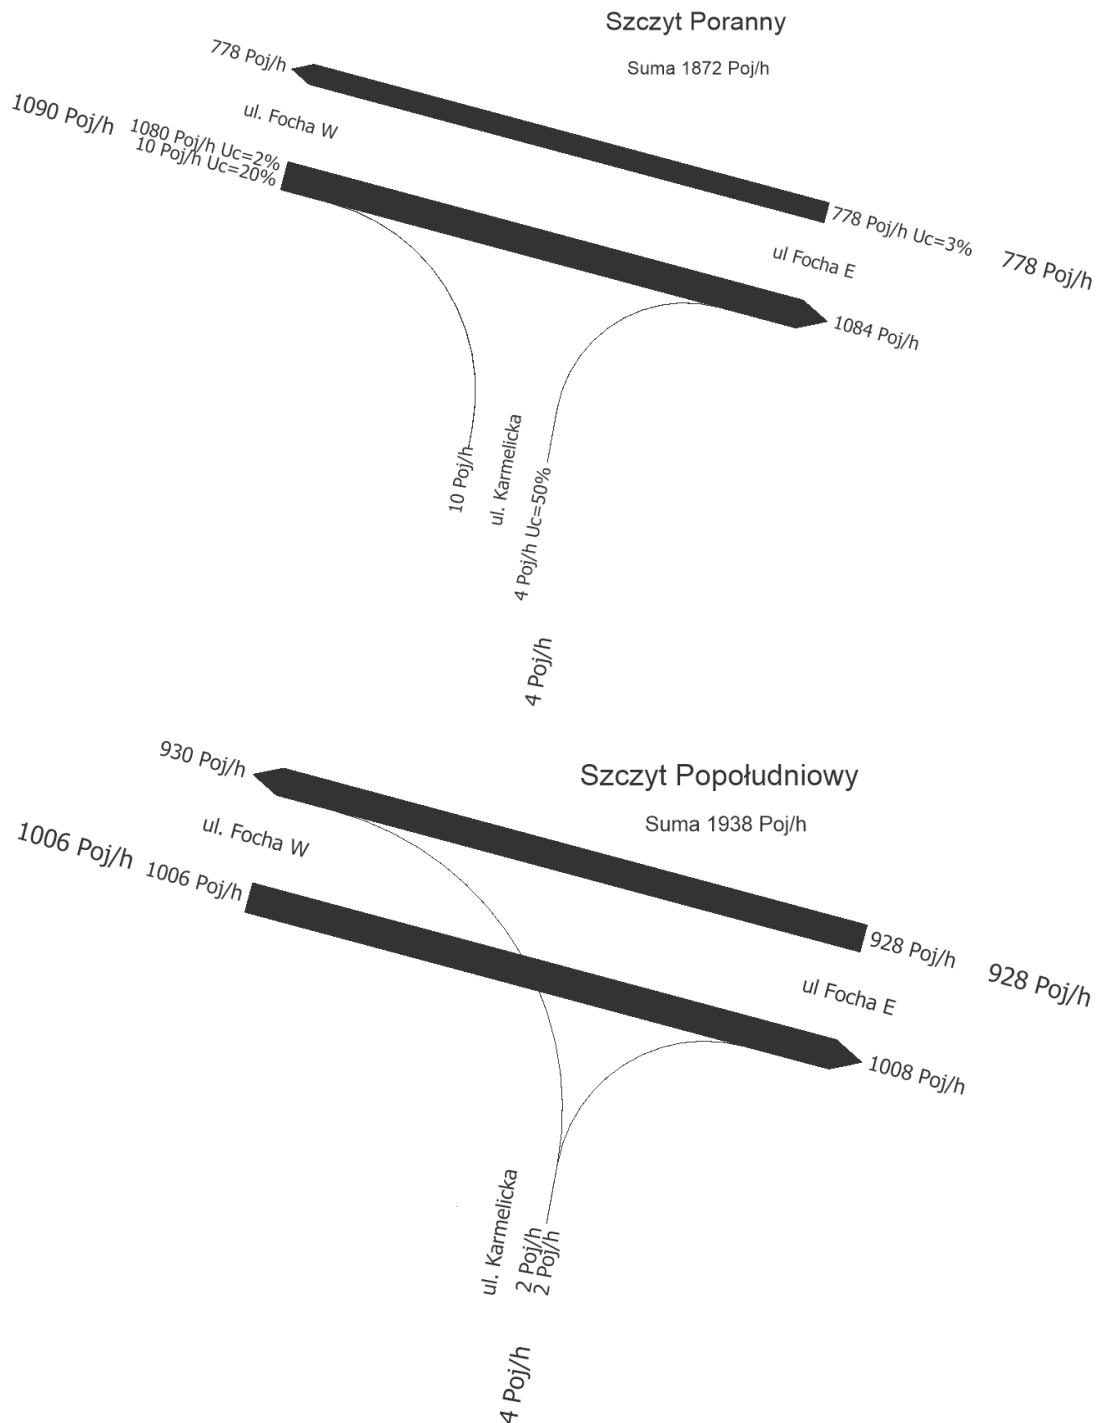 Szczyt Poranny
Suma 1872 Poj/h
778 Poj/h
ul. Focha W
1090 Poj/h
1080 Poj/h Uc=2%
10 Poj/h Uc=20%
778 Poj/h Uc=3%
778 Poj/h
ul Focha E
1084 Poj/h
10 Poj/h
ul. Karmelicka
4 Poj/h Uc=50%
4 Poj/h
Szczyt Popołudniowy
Suma 1938 Poj/h
930 Poj/h
ul. Focha W
1006 Poj/h
1006 Poj/h
928 Poj/h
928 Poj/h
ul Focha E
1008 Poj/h
ul. Karmelicka
2 Poj/h
2 Poj/h
4 Poj/h